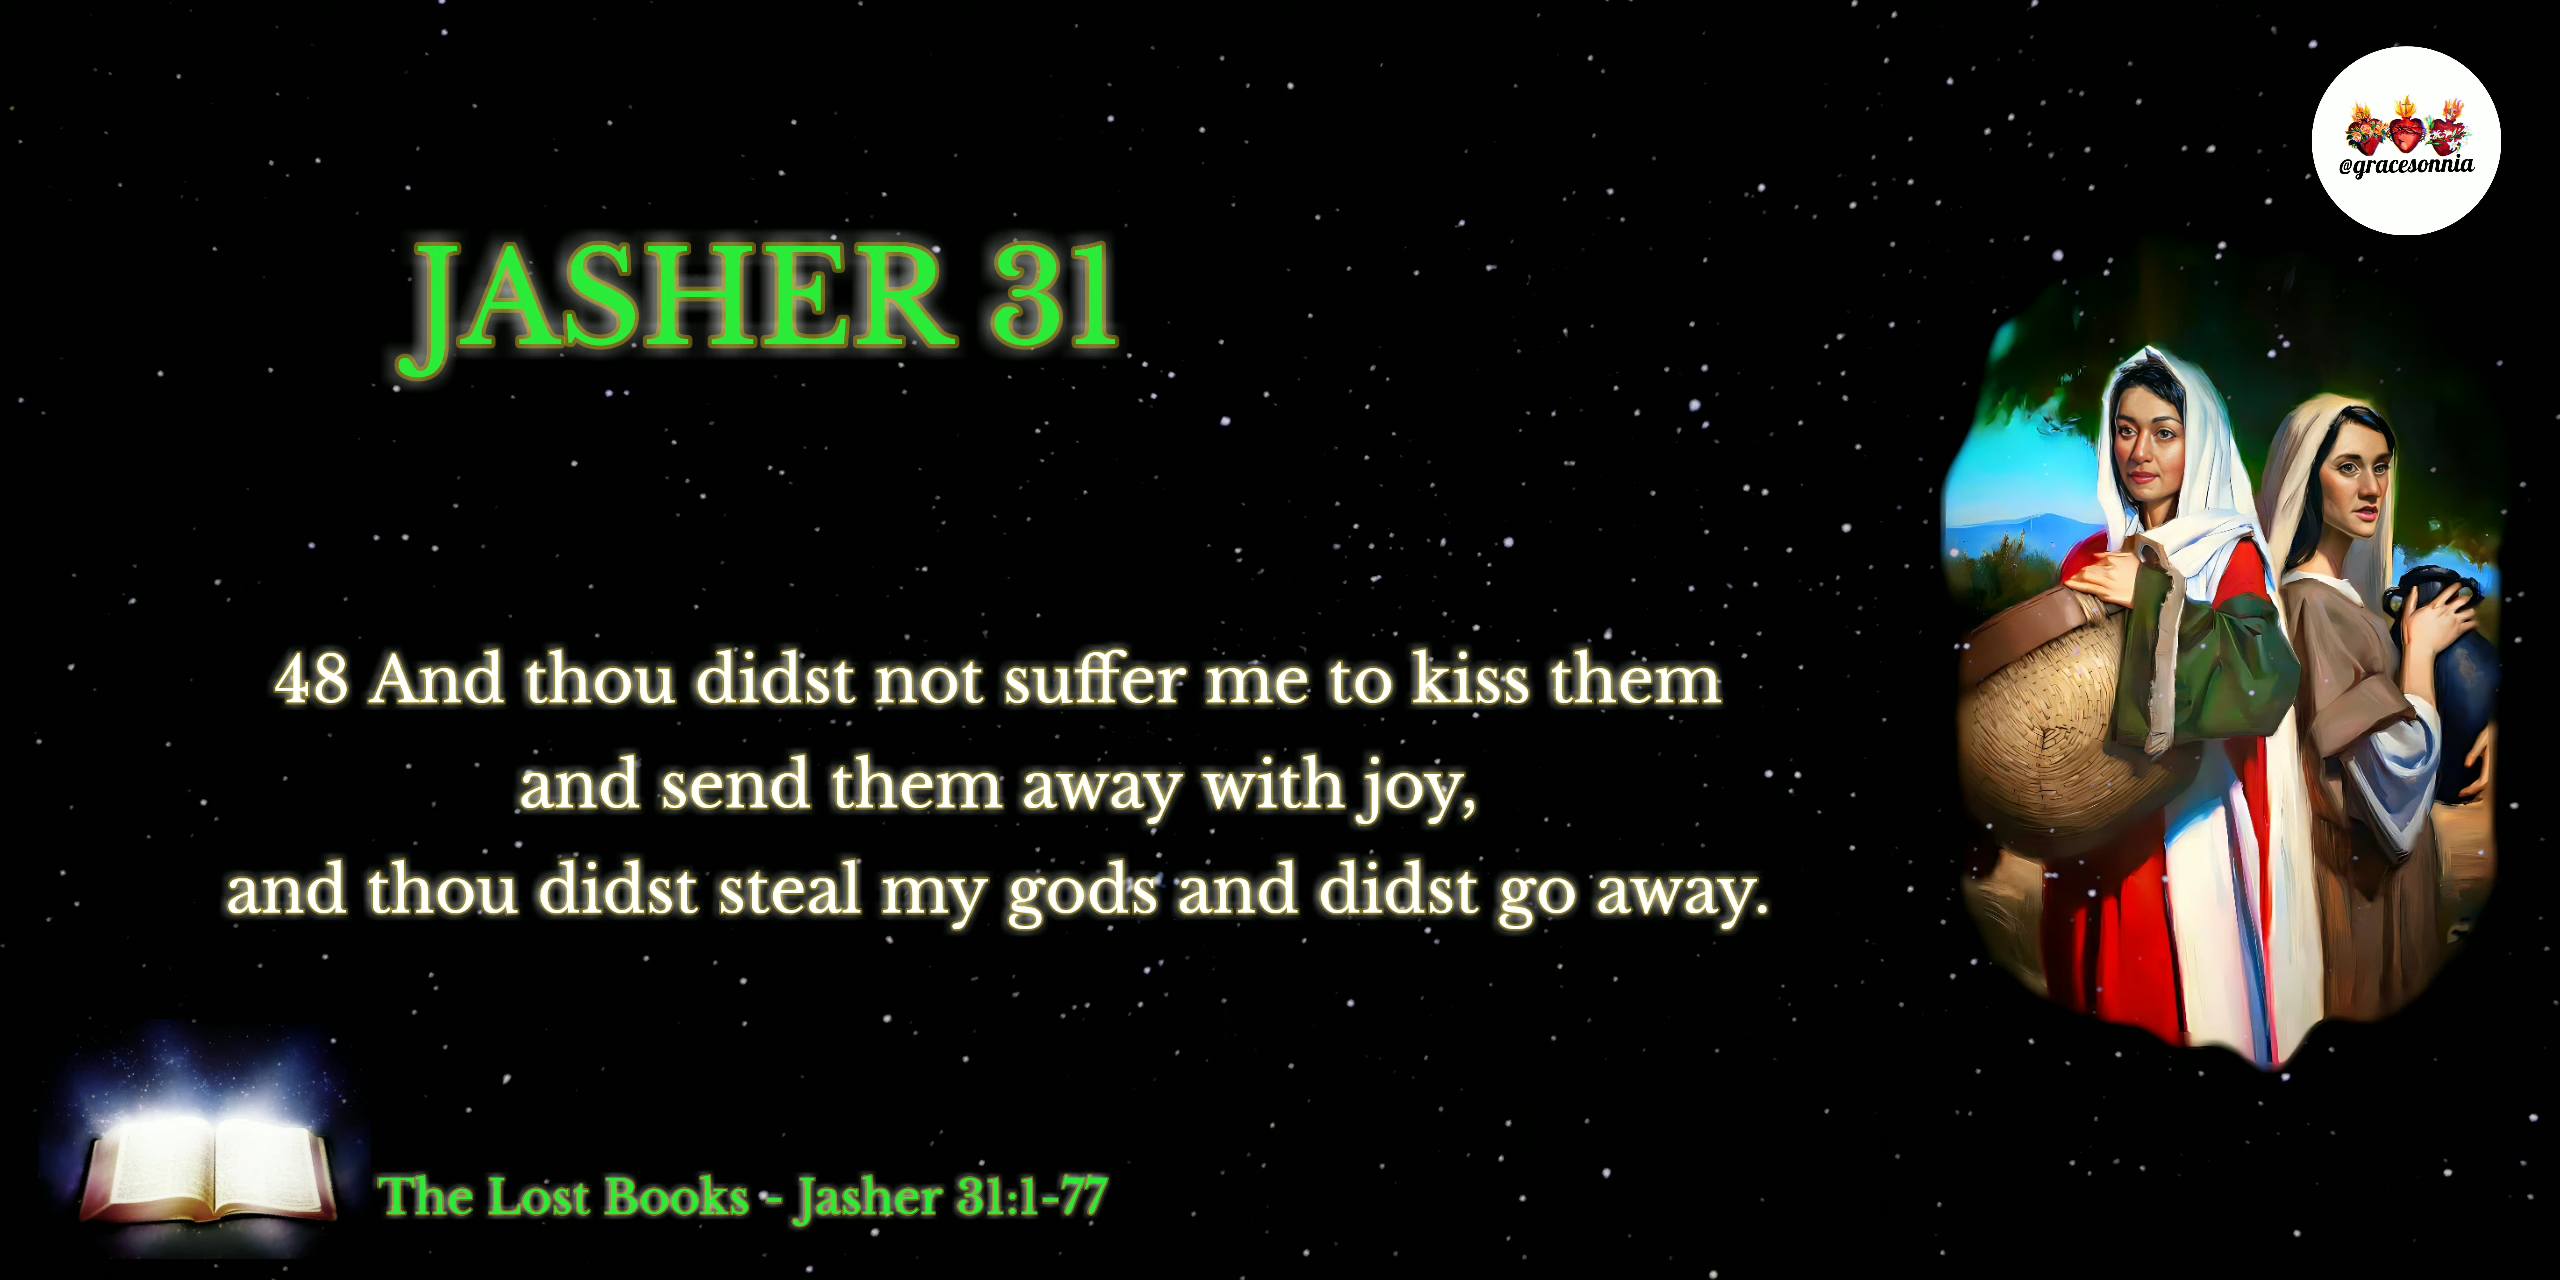 @gracesonnia
JASHER 31
48 And thou didst not suffer me to kiss them
and send them away with joy,
and thou didst steal my gods and didst go away.
The Lost Books - Jasher 31:1-77